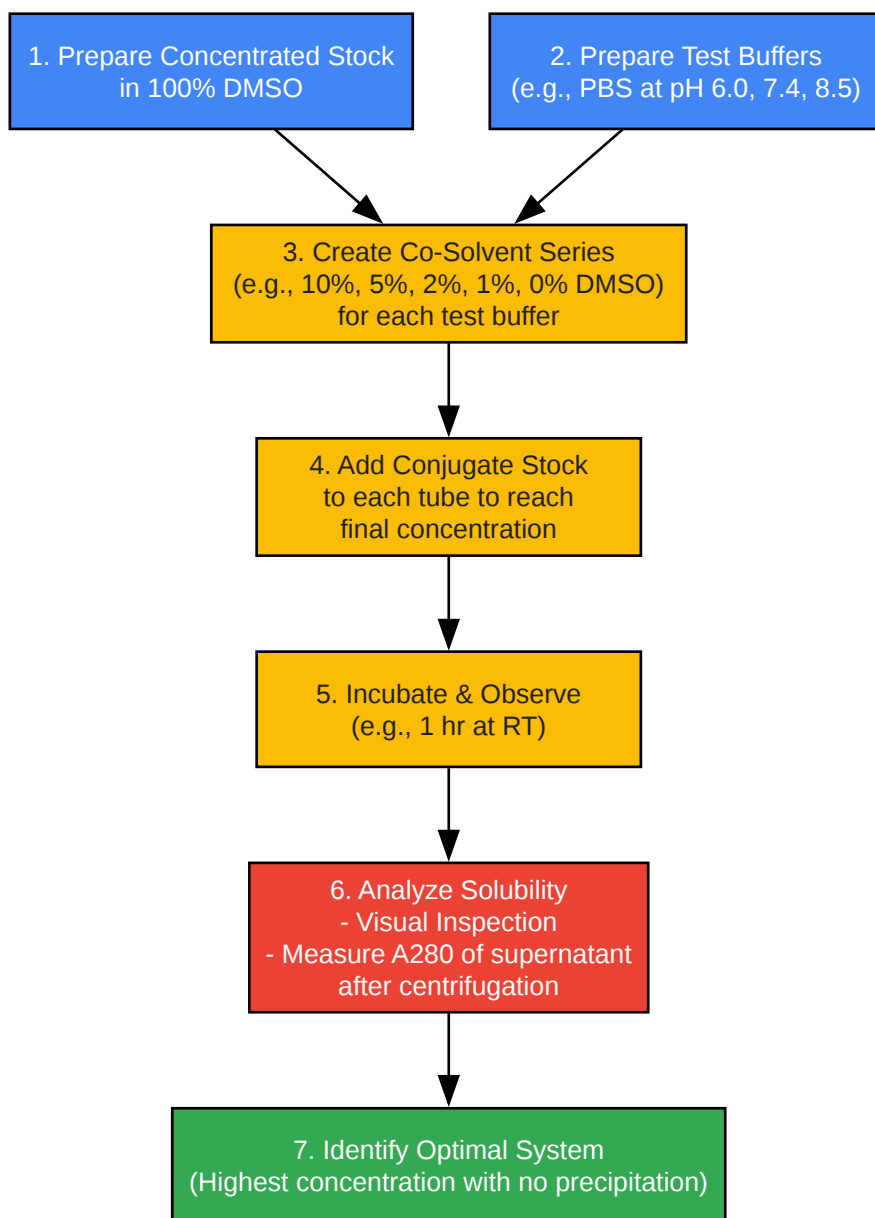 1. Prepare Concentrated Stock
in 100% DMSO
2. Prepare Test Buffers
(e.g., PBS at pH 6.0, 7.4, 8.5)
3. Create Co-Solvent Series
(e.g., 10%, 5%, 2%, 1%, 0% DMSO)
for each test buffer
4. Add Conjugate Stock
to each tube to reach
final concentration
5. Incubate & Observe
(e.g., 1 hr at RT)
6. Analyze Solubility
- Visual Inspection
- Measure A280 of supernatant
after centrifugation
7. Identify Optimal System
(Highest concentration with no precipitation)